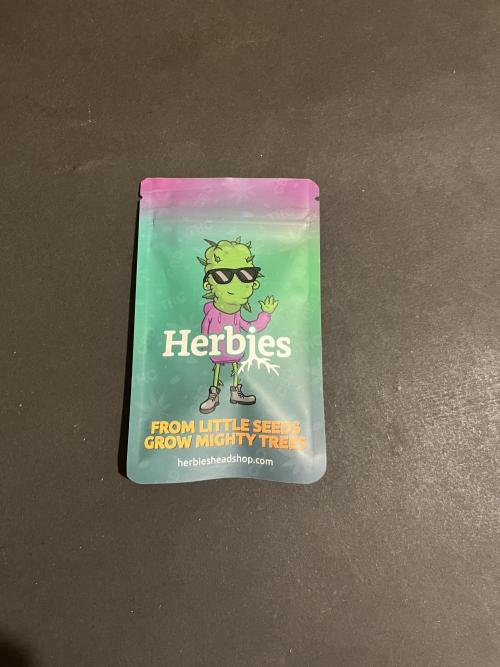 Herbies
FROM LITTLE SEEDS
GROW MIGHTY TREES
herbiesheadshop.com